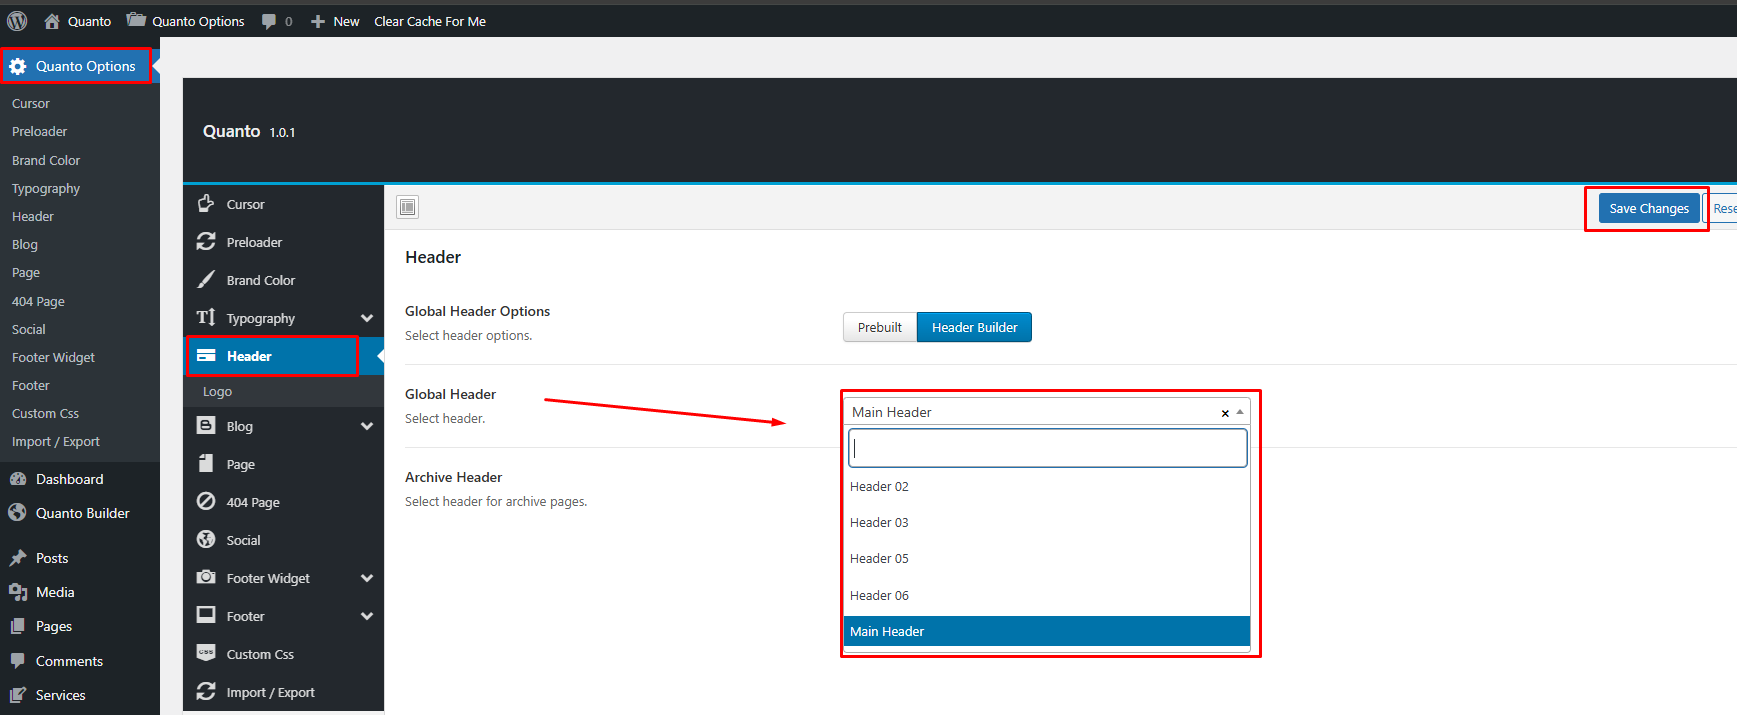 Quanto Quanto Options 0 New Clear Cache For Me
Quanto Options
Cursor
Preloader
Brand Color
Typography
Header
Blog
Page
404 Page
Social
Footer Widget
Footer
Custom Css
Import / Export
Dashboard
Quanto Builder
Posts
Media
Pages
Comments
Services
Quanto 1.0.1
Cursor
Preloader
Brand Color
Typography
Header
Logo
Blog
Page
404 Page
Social
Footer Widget
Footer
Custom Css
Import / Export
Save Changes Rese
Header
Global Header Options
Select header options.
Prebuilt Header Builder
Global Header
Select header.
Main Header
Header 02
Header 03
Header 05
Header 06
Main Header
Archive Header
Select header for archive pages.